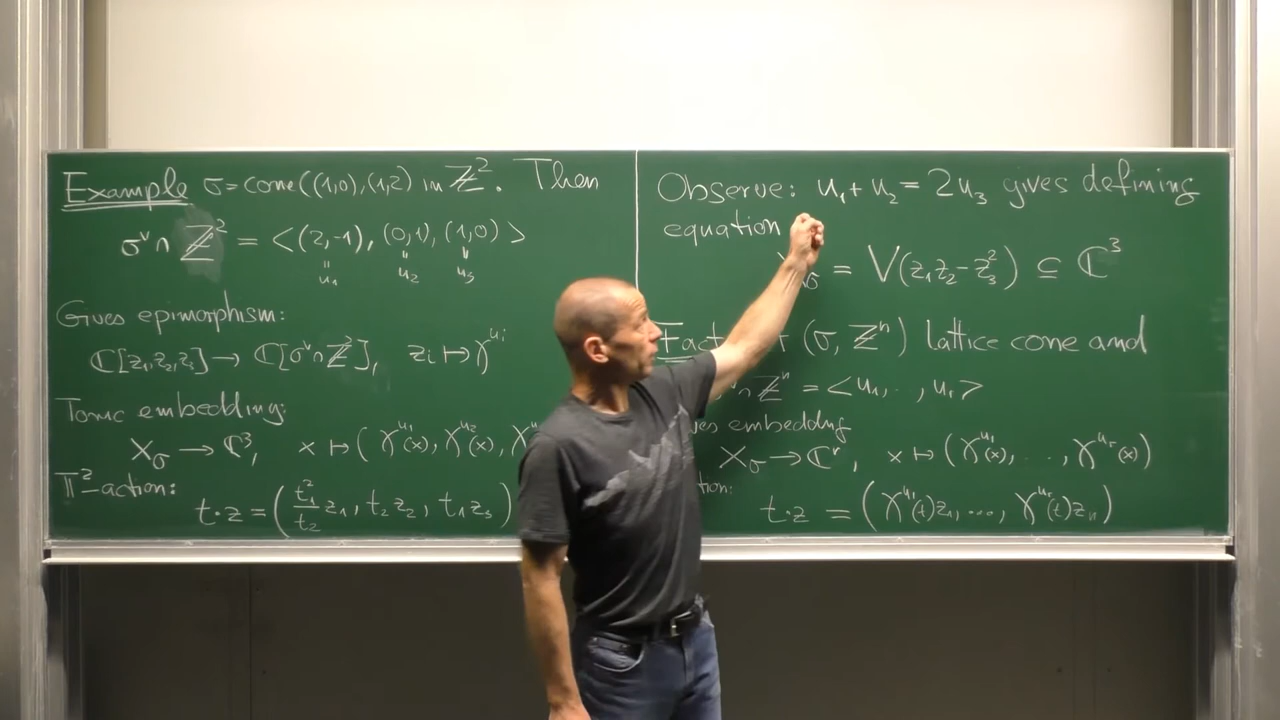 Example σ = cone((1,0),(1,2) in ℤ². Then
σ^∨ ∩ ℤ² = <(2,-1), (0,1), (1,0)>
= = =
u₁ u₂ u₃
Gives epimorphism:
ℂ[z₁,z₂,z₃] → ℂ[σ^∨ ∩ ℤ²], zᵢ ↦ χ^{uᵢ}
Toric embedding:
X_σ → ℂ³, x ↦ (χ^{u₁}(x), χ^{u₂}(x),
𝕋²-action:
t·z = (t₁²/t₂ z₁, t₂z₂, t₁z₃)
Observe: u₁ + u₂ = 2u₃ gives defining
equation
= V(z₁z₂ - z₃²) ⊆ ℂ³
(σ, ℤⁿ) lattice cone and
∩ ℤⁿ = <u₁, .. , u_r>
embedding
X_σ → ℂ^r, x ↦ (χ^{u₁}(x), ..., χ^{u_r}(x))
t·z = (χ^{u₁}(t)z₁, ..., χ^{u_r}(t)z_n)